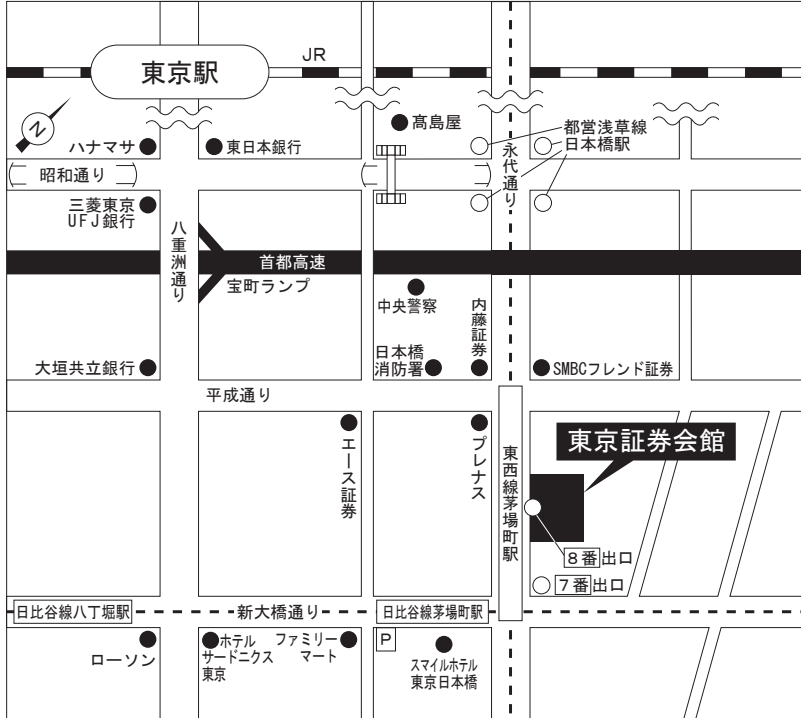 JR
東京駅
N
髙島屋
ハナマサ
東日本銀行
都営浅草線
日本橋駅
昭和通り
永代通り
三菱東京
UFJ銀行
八重洲通り
首都高速
宝町ランプ
中央警察
内藤証券
日本橋
消防署
大垣共立銀行
SMBCフレンド証券
平成通り
エース証券
プレナス
東西線茅場町駅
東京証券会館
8番出口
7番出口
日比谷線八丁堀駅
新大橋通り
日比谷線茅場町駅
ローソン
ホテル
サードニクス
東京
ファミリー
マート
P
スマイルホテル
東京日本橋